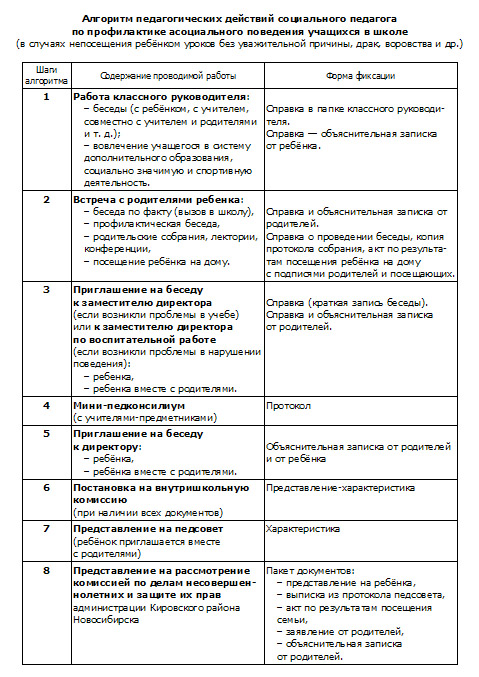 Алгоритм педагогических действий социального педагога
по профилактике асоциального поведения учащихся в школе
(в случаях непосещения ребёнком уроков без уважительной причины, драк, воровства и др.)
Шаги
алгоритма
Содержание проводимой работы
Форма фиксации
1
Работа классного руководителя:
– беседы (с ребёнком, с учителем,
совместно с учителем и родителями
и т. д.);
– вовлечение учащегося в систему
дополнительного образования,
социально значимую и спортивную
деятельность.
Справка в папке классного руководи-
теля.
Справка — объяснительная записка
от ребёнка.
2
Встреча с родителями ребенка:
– беседа по факту (вызов в школу),
– профилактическая беседа,
– родительские собрания, лектории,
конференции,
– посещение ребёнка на дому.
Справка и объяснительная записка от
родителей.
Справка о проведении беседы, копия
протокола собрания, акт по резуль­та-
там посещения ребёнка на дому
с подписями родителей и посещающих.
3
Приглашение на беседу
к заместителю директора
(если возникли проблемы в учебе)
или к заместителю директора
по воспитательной работе
(если возникли проблемы в нарушении
поведения):
– ребенка,
– ребенка вместе с родителями.
Справка (краткая запись беседы).
Справка и объяснительная записка
от родителей.
4
Мини-педконсилиум
(с учителями-предметниками)
Протокол
5
Приглашение на беседу
к директору:
– ребёнка,
– ребёнка вместе с родителями.
Объяснительная записка от родителей
и от ребёнка
6
Постановка на внутришкольную
комиссию
(при наличии всех документов)
Представление-характеристика
7
Представление на педсовет
(ребёнок приглашается вместе
с родителями)
Характеристика
8
Представление на рассмотрение
комиссией по делам несовершен-
нолетних и защите их прав
администрации Кировского района
Новосибирска
Пакет документов:
– представление на ребёнка,
– выписка из протокола педсовета,
– акт по результатам посещения
семьи,
– заявление от родителей,
– объяснительная записка
от родителей.